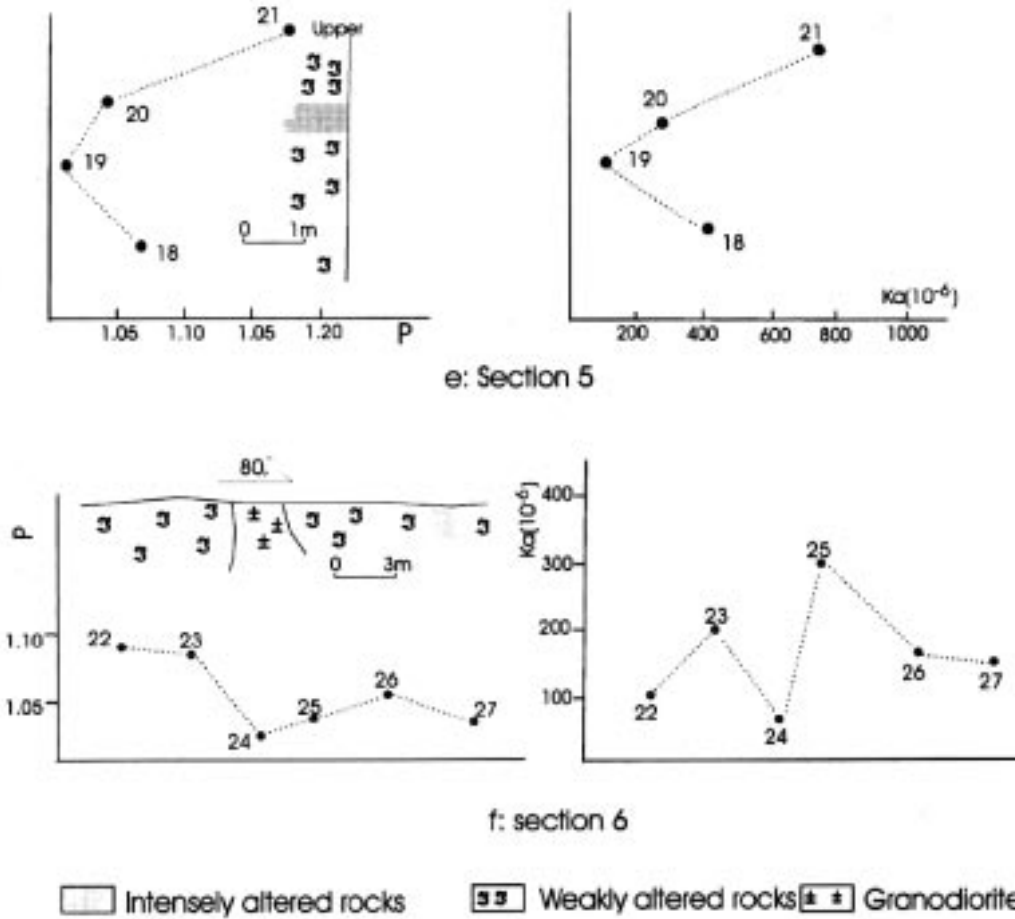 21 Upper
20
19
18
0 1m
1.05 1.10 1.05 1.20 P
21
20
19
18
Ka(10-6)
200 400 600 800 1000
e: Section 5
80°
P
0 3m
1.10
1.05
22 23
24 25 26 27
Ka(10-6)
400
300
200
100
22 23 24 25 26 27
f: section 6
Intensely altered rocks Weakly altered rocks Granodiorite